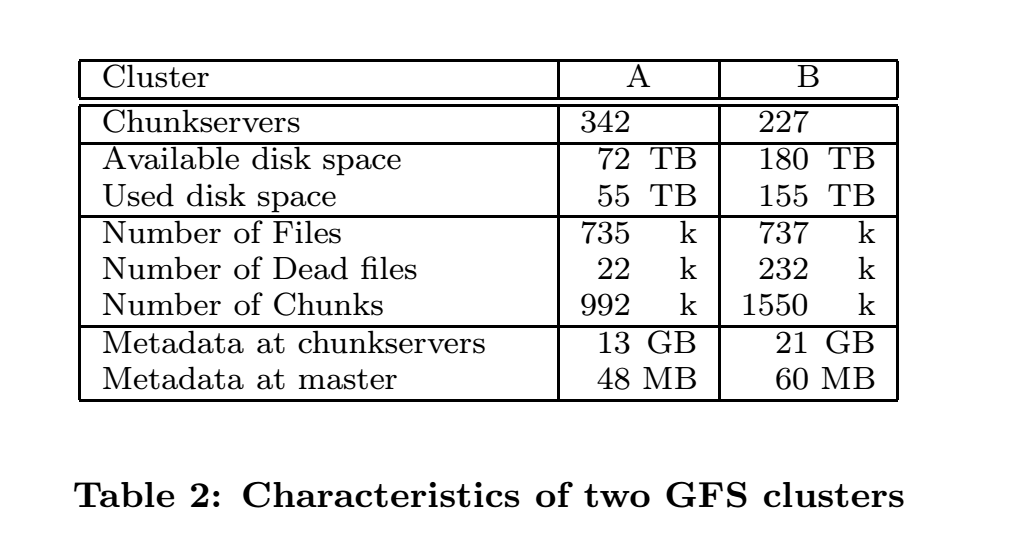 Cluster A B
Chunkservers 342 227
Available disk space 72 TB 180 TB
Used disk space 55 TB 155 TB
Number of Files 735 k 737 k
Number of Dead files 22 k 232 k
Number of Chunks 992 k 1550 k
Metadata at chunkservers 13 GB 21 GB
Metadata at master 48 MB 60 MB
Table 2: Characteristics of two GFS clusters